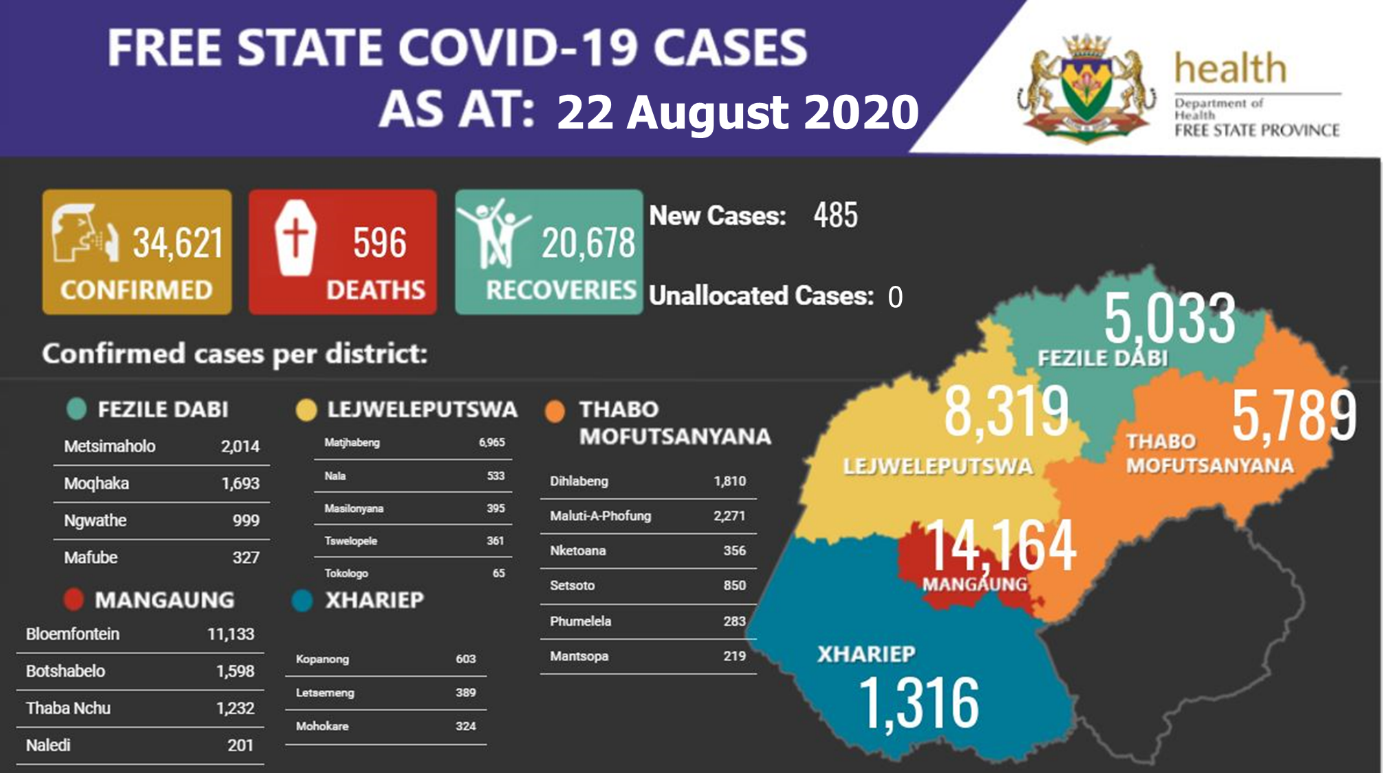 FREE STATE COVID-19 CASES
AS AT: 22 August 2020
health
Department of
Health
FREE STATE PROVINCE
34,621
CONFIRMED
596
DEATHS
20,678
RECOVERIES
New Cases: 485
Unallocated Cases: 0
Confirmed cases per district:
FEZILE DABI
Metsimaholo 2,014
Moqhaka 1,693
Ngwathe 999
Mafube 327
LEJWELEPUTSWA
Matjhabeng 6,965
Nala 533
Masilonyana 395
Tswelopele 361
Tokologo 65
THABO
MOFUTSANYANA
Dihlabeng 1,810
Maluti-A-Phofung 2,271
Nketoana 356
Setsoto 850
Phumelela 283
Mantsopa 219
MANGAUNG
Bloemfontein 11,133
Botshabelo 1,598
Thaba Nchu 1,232
Naledi 201
XHARIEP
Kopanong 603
Letsemeng 389
Mohokare 324
5,033
FEZILE DABI
8,319
LEJWELEPUTSWA
5,789
THABO
MOFUTSANYANA
14,164
MANGAUNG
XHARIEP
1,316